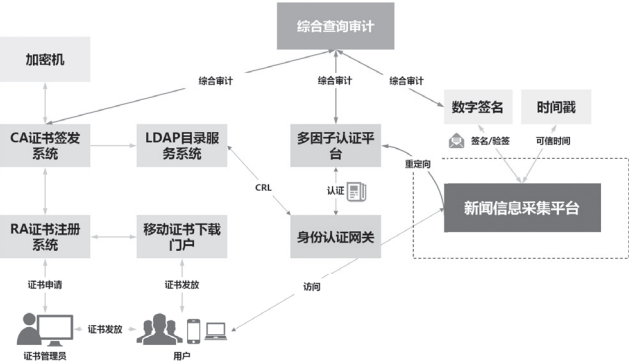 综合查询审计
加密机
综合审计
综合审计
综合审计
数字签名
时间戳
CA证书签发
系统
LDAP目录服
务系统
多因子认证平
台
签名/验签
可信时间
重定向
CRL
认证
新闻信息采集平台
RA证书注册
系统
移动证书下载
门户
身份认证网关
证书申请
证书发放
访问
证书发放
证书管理员
用户